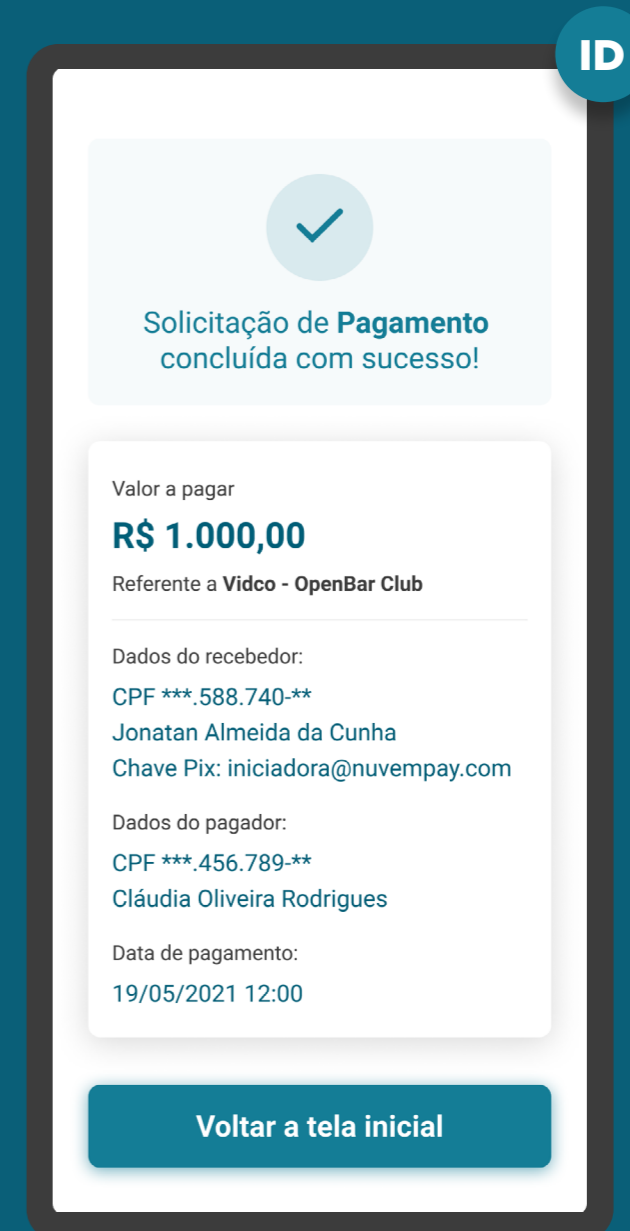 ID
Solicitação de Pagamento
concluída com sucesso!
Valor a pagar
R$ 1.000,00
Referente a Vidco - OpenBar Club
Dados do recebedor:
CPF ***.588.740-**
Jonatan Almeida da Cunha
Chave Pix: iniciadora@nuvempay.com
Dados do pagador:
CPF ***.456.789-**
Cláudia Oliveira Rodrigues
Data de pagamento:
19/05/2021 12:00
Voltar a tela inicial